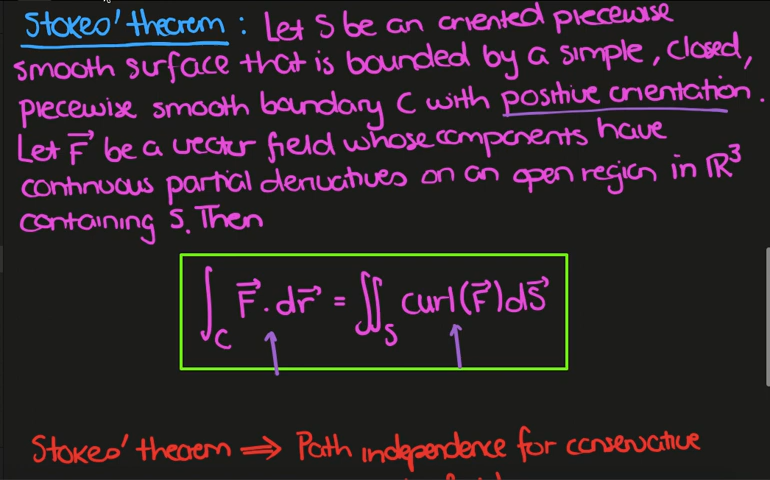 Stokes' theorem : Let S be an oriented piecewise
smooth surface that is bounded by a simple, closed,
piecewise smooth boundary C with positive orientation.
Let F⃗ be a vector field whose components have
continuous partial derivatives on an open region in ℝ³
containing S. Then
∫_C F⃗ . dr⃗ = ∬_S curl(F⃗) dS⃗
Stokes' theorem ⟹ Path independence for conservative